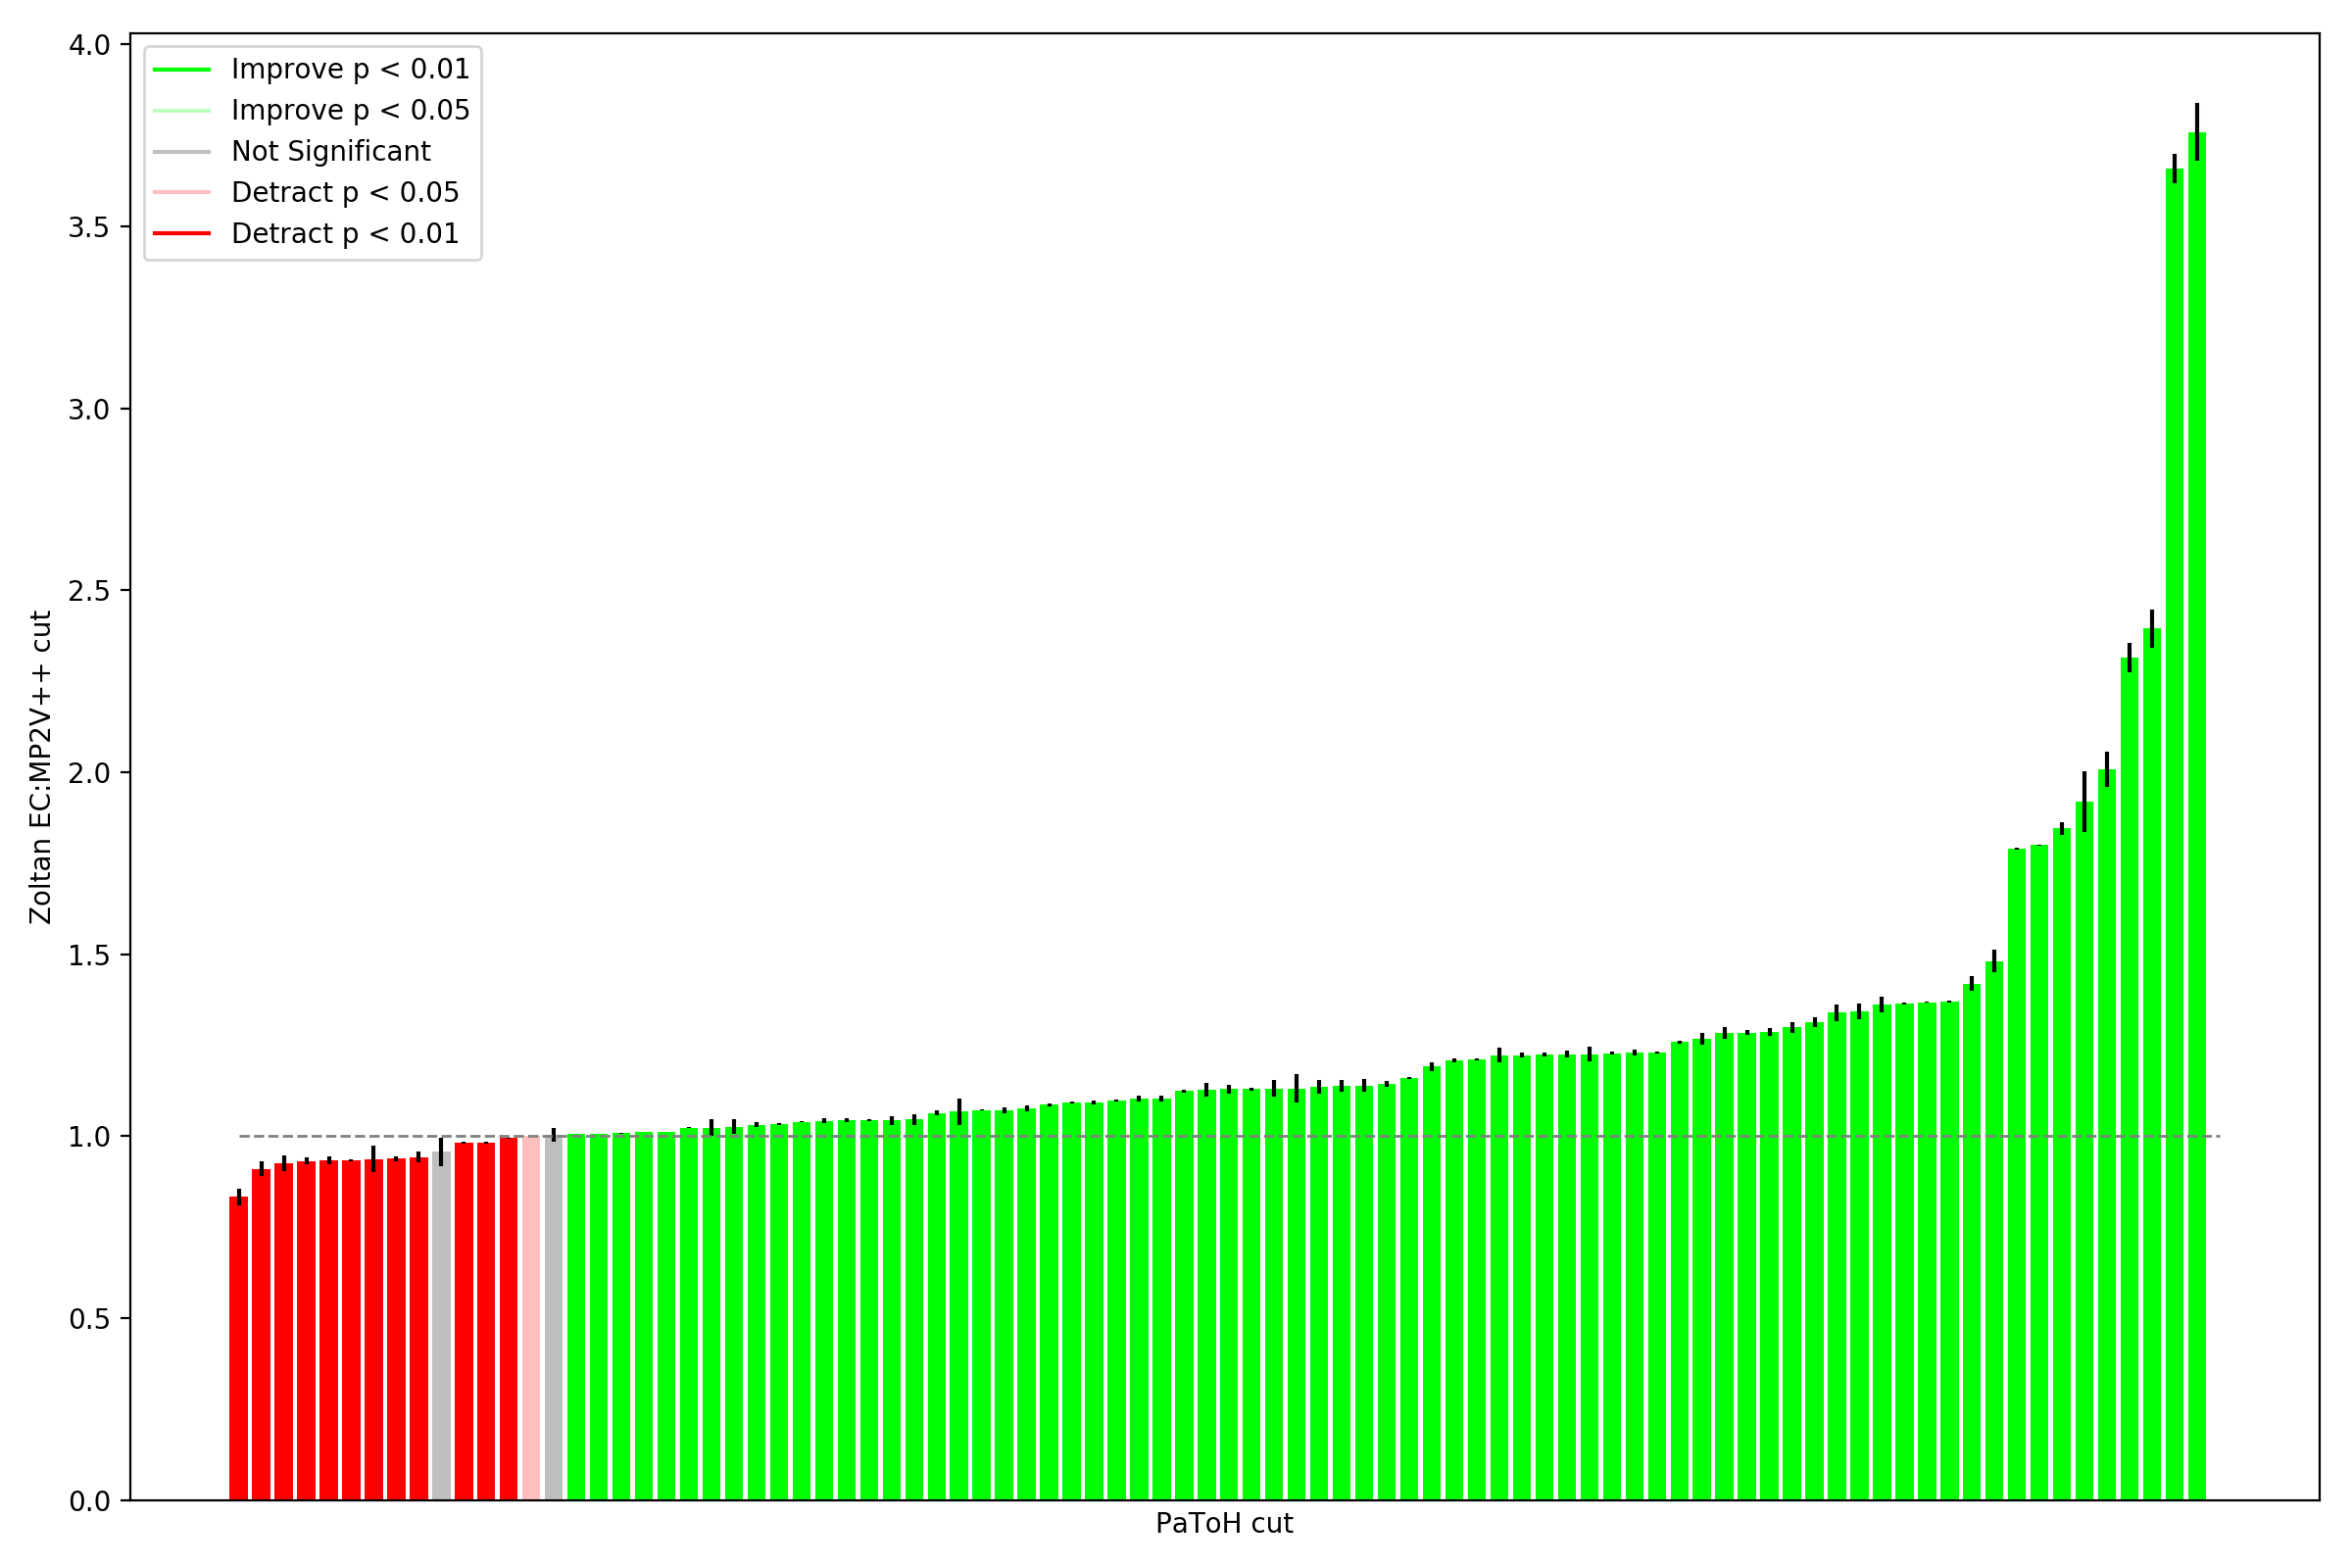 4.0
3.5
3.0
2.5
2.0
1.5
1.0
0.5
0.0
Zoltan EC:MP2V++ cut
Improve p < 0.01
Improve p < 0.05
Not Significant
Detract p < 0.05
Detract p < 0.01
PaToH cut